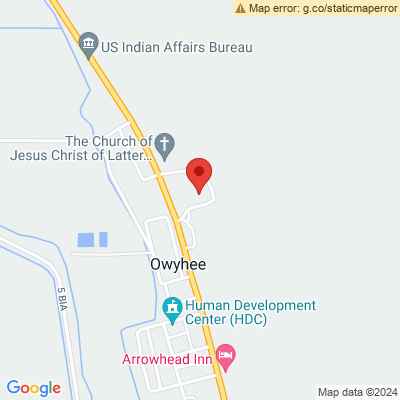 Map error: g.co/staticmaperror
US Indian Affairs Bureau
The Church of
Jesus Christ of Latter...
Owyhee
5 BIA
Human Development
Center (HDC)
Arrowhead Inn
Google
Map data ©2024